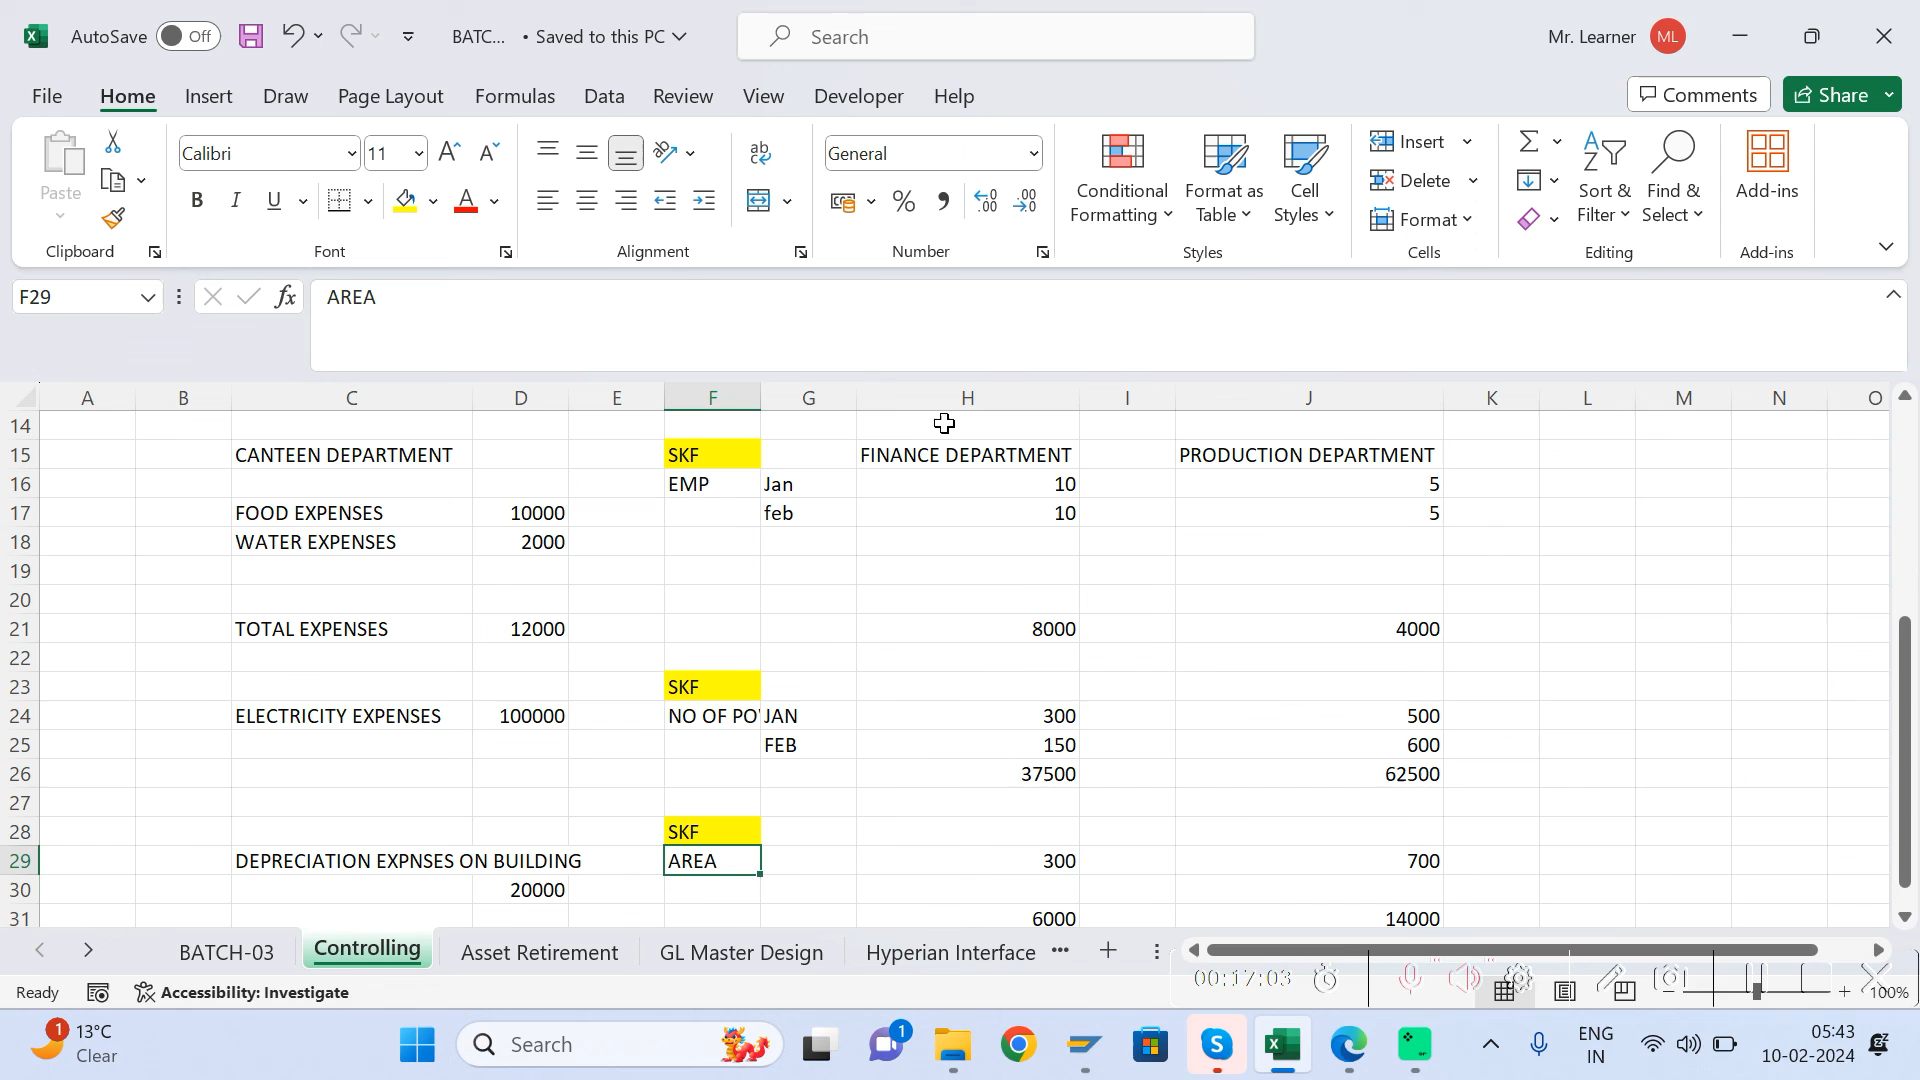 AutoSave Off BATC... • Saved to this PC Search Mr. Learner ML
File Home Insert Draw Page Layout Formulas Data Review View Developer Help Comments Share
Paste Calibri 11 General Conditional Formatting Format as Table Cell Styles Insert Delete Format Sort & Filter Find & Select Add-ins
Clipboard Font Alignment Number Styles Cells Editing Add-ins
F29 fx AREA
A B C D E F G H I J K L M N O
14
15 CANTEEN DEPARTMENT SKF FINANCE DEPARTMENT PRODUCTION DEPARTMENT
16 EMP Jan 10 5
17 FOOD EXPENSES 10000 feb 10 5
18 WATER EXPENSES 2000
19
20
21 TOTAL EXPENSES 12000 8000 4000
22
23 SKF
24 ELECTRICITY EXPENSES 100000 NO OF PO JAN 300 500
25 FEB 150 600
26 37500 62500
27
28 SKF
29 DEPRECIATION EXPNSES ON BUILDING AREA 300 700
30 20000
31 6000 14000
BATCH-03 Controlling Asset Retirement GL Master Design Hyperian Interface
00:17:03
Ready Accessibility: Investigate 100%
1 13°C Clear Search 1 ENG IN 05:43 10-02-2024